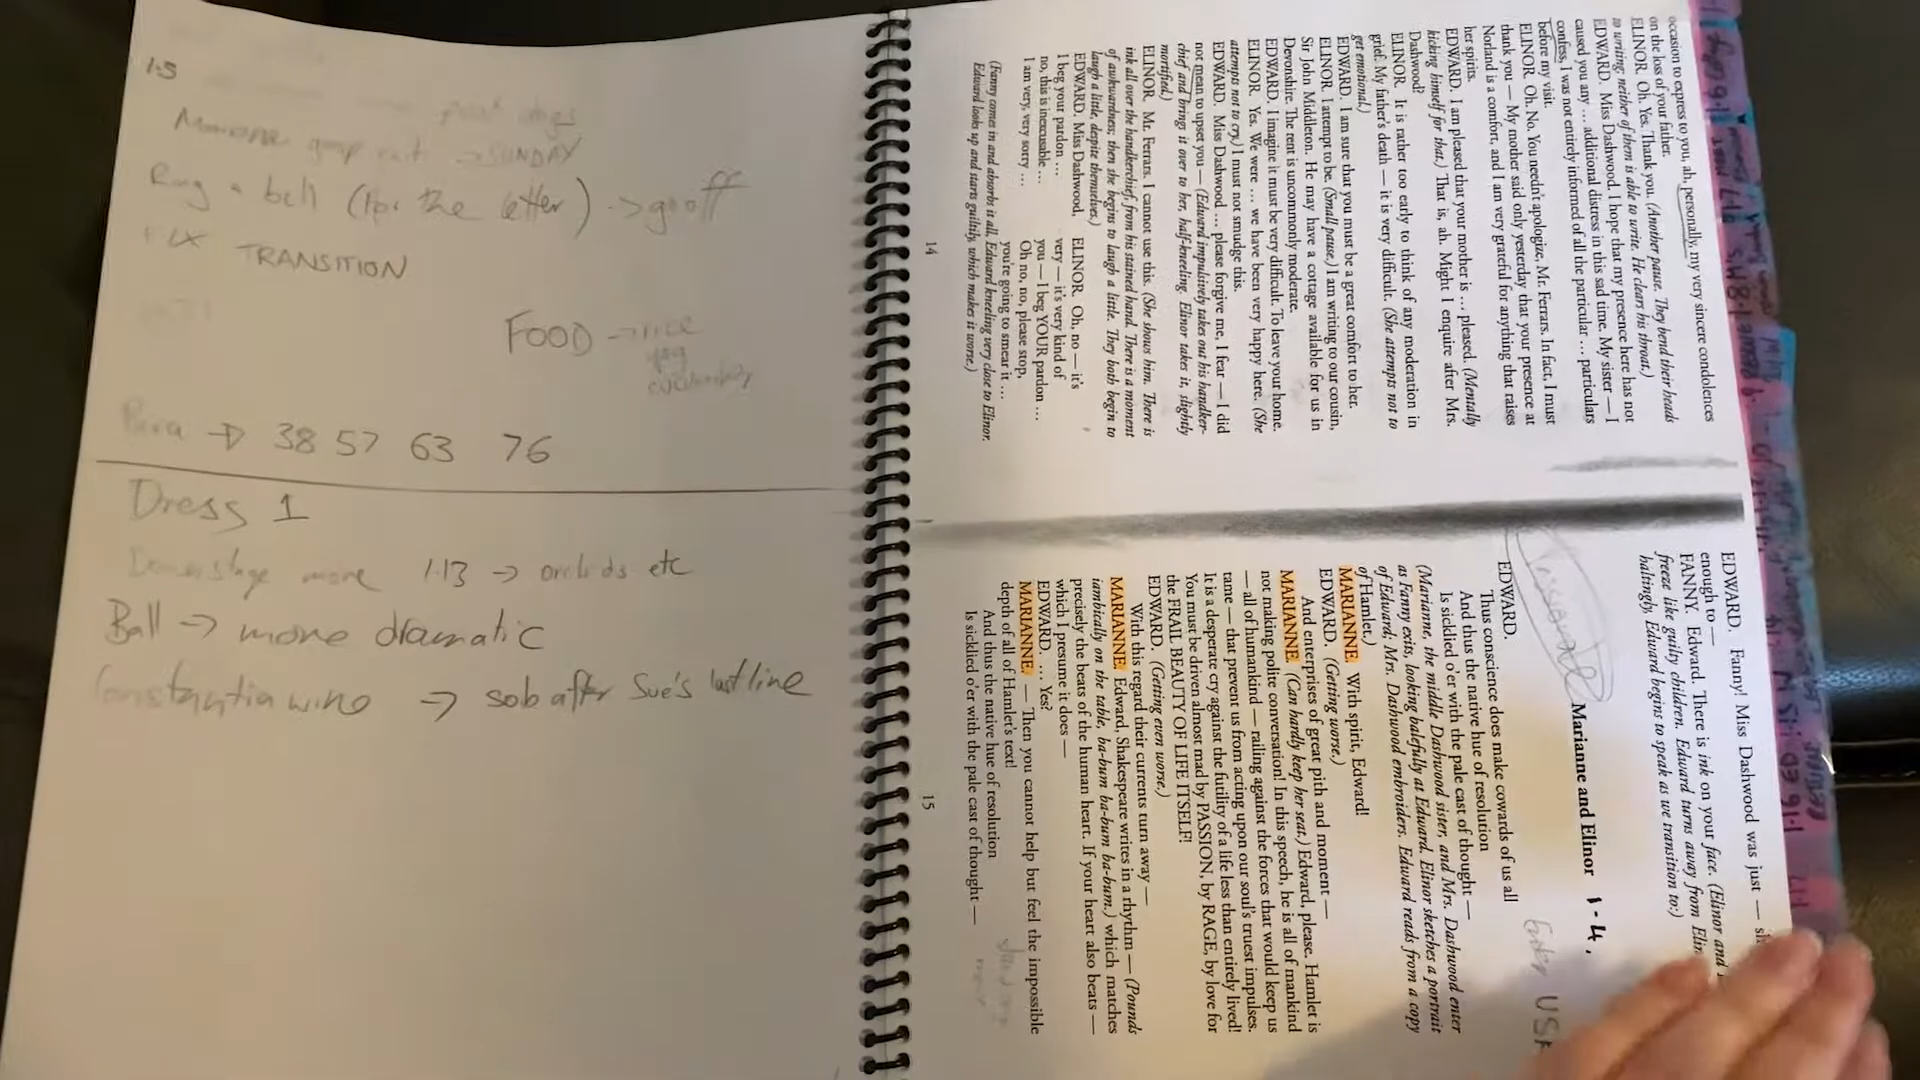 1.5
going out → SUNDAY
Ring a bell (for the letter) → go off
TRANSITION
FOOD → rice
→ 38 57 63 76
Dress 1
Downstage more 1.13 → orchids etc
Ball → more dramatic
Constantia wine → sob after Sue's last line
occasion to express to you, ah, personally, my very sincere condolences
on the loss of your father.
ELINOR. Oh. Yes. Thank you. (Another pause. They bend their heads
to writing; neither of them is able to write. He clears his throat.)
EDWARD. Miss Dashwood. I hope that my presence here has not
caused you any … additional distress in this sad time. My sister — I
confess, I was not entirely informed of all the particular … particulars
before my visit.
ELINOR. Oh. No. You needn't apologize, Mr. Ferrars. In fact, I must
thank you — My mother said only yesterday that your presence at
Norland is a comfort, and I am very grateful for anything that raises
her spirits.
EDWARD. I am pleased that your mother is … pleased. (Mentally
kicking himself for that.) That is, ah. Might I enquire after Mrs.
Dashwood?
ELINOR. It is rather too early to think of any moderation in
grief. My father's death — it is very difficult. (She attempts not to
get emotional.)
EDWARD. I am sure that you must be a great comfort to her.
ELINOR. I attempt to be. (Small pause.) I am writing to our cousin,
Sir John Middleton. He may have a cottage available for us in
Devonshire. The rent is uncommonly moderate.
EDWARD. I imagine it must be very difficult. To leave your home.
ELINOR. Yes. We were … we have been very happy here. (She
attempts not to cry.) I must not smudge this.
EDWARD. Miss Dashwood … please forgive me, I fear — I did
not mean to upset you — (Edward impulsively takes out his handker-
chief and brings it over to her, half-kneeling. Elinor takes it, slightly
mortified.)
ELINOR. Mr. Ferrars. I cannot use this. (She shows him. There is
ink all over the handkerchief, from his stained hand. There is a moment
of awkwardness; then she begins to laugh a little. They both begin to
laugh a little, despite themselves.)
EDWARD. Miss Dashwood,
I beg your pardon …
no, this is inexcusable …
I am very, very sorry …
ELINOR. Oh, no — it's
very — it's very kind of
you — I beg YOUR pardon …
Oh no, no, please stop,
you're going to smear it …
(Fanny comes in and absorbs it all, Edward kneeling very close to Elinor.
Edward looks up and starts guiltily, which makes it worse.)
14
EDWARD. Fanny! Miss Dashwood was just —
enough to —
FANNY. Edward. There is ink on your face. (Elinor and
freeze like guilty children. Edward turns away from
haltingly, Edward begins to speak as we transition to:)
Marianne and Elinor 1-4.
EDWARD.
Thus conscience does make cowards of us all
And thus the native hue of resolution
Is sicklied o'er with the pale cast of thought —
(Marianne, the middle Dashwood sister, and Mrs. Dashwood enter
as Fanny exits, looking balefully at Edward. Elinor sketches a portrait
of Edward; Mrs. Dashwood embroiders. Edward reads from a copy
of Hamlet.)
MARIANNE. With spirit, Edward!
EDWARD. (Getting worse.)
And enterprises of great pith and moment —
MARIANNE. (Can hardly keep her seat.) Edward, please. Hamlet is
not making polite conversation! In this speech, he is all of mankind
— all of humankind — railing against the forces that would keep us
tame — that prevent us from acting upon our soul's truest impulses.
It is a desperate cry against the futility of a life less than entirely lived!
You must be driven almost mad by PASSION, by RAGE, by love for
the FRAIL BEAUTY OF LIFE ITSELF!
EDWARD. (Getting even worse.)
With this regard their currents turn away —
MARIANNE. Edward, Shakespeare writes in a rhythm — (Pounds
iambically on the table, ba-bum ba-bum ba-bum.) which matches
precisely the beats of the human heart. If your heart also beats —
which I presume it does —
EDWARD. … Yes?
MARIANNE. — Then you cannot help but feel the impossible
depth of all of Hamlet's text!
And thus the native hue of resolution
Is sicklied o'er with the pale cast of thought —
15